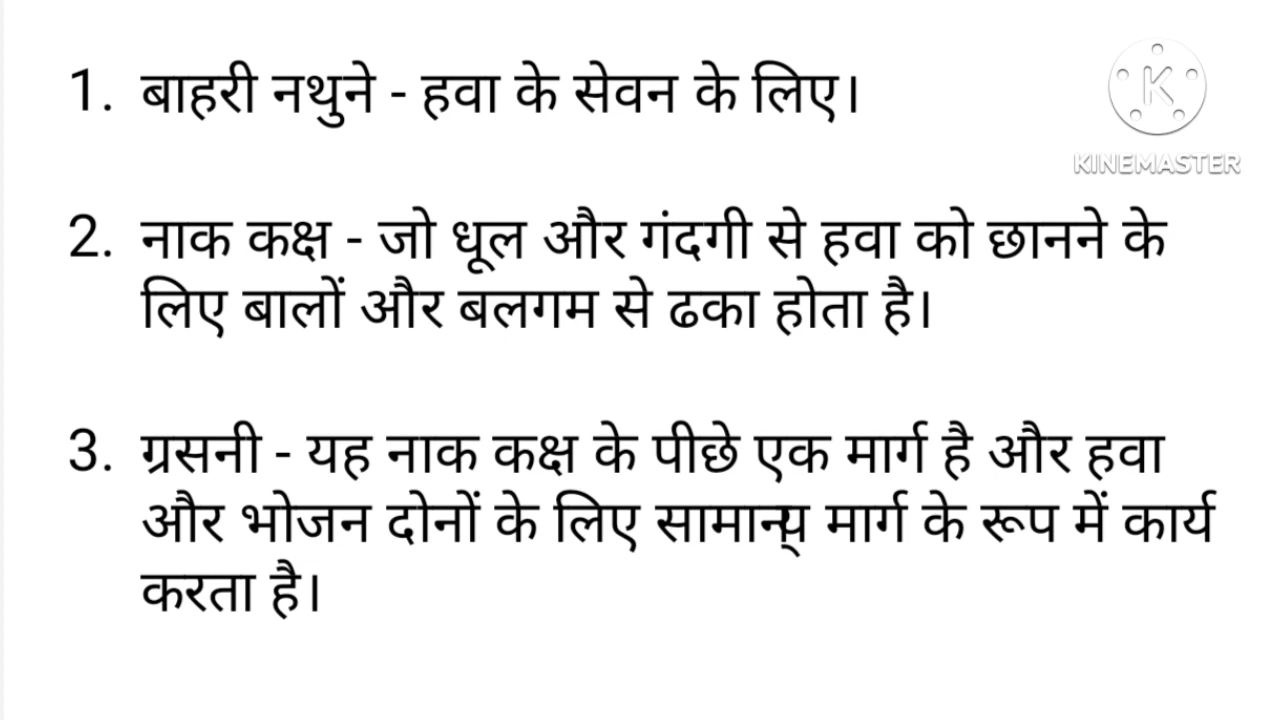 1. बाहरी नथुने - हवा के सेवन के लिए।
KINEMASTER
2. नाक कक्ष - जो धूल और गंदगी से हवा को छानने के
लिए बालों और बलगम से ढका होता है।
3. ग्रसनी - यह नाक कक्ष के पीछे एक मार्ग है और हवा
और भोजन दोनों के लिए सामान्य मार्ग के रूप में कार्य
करता है।